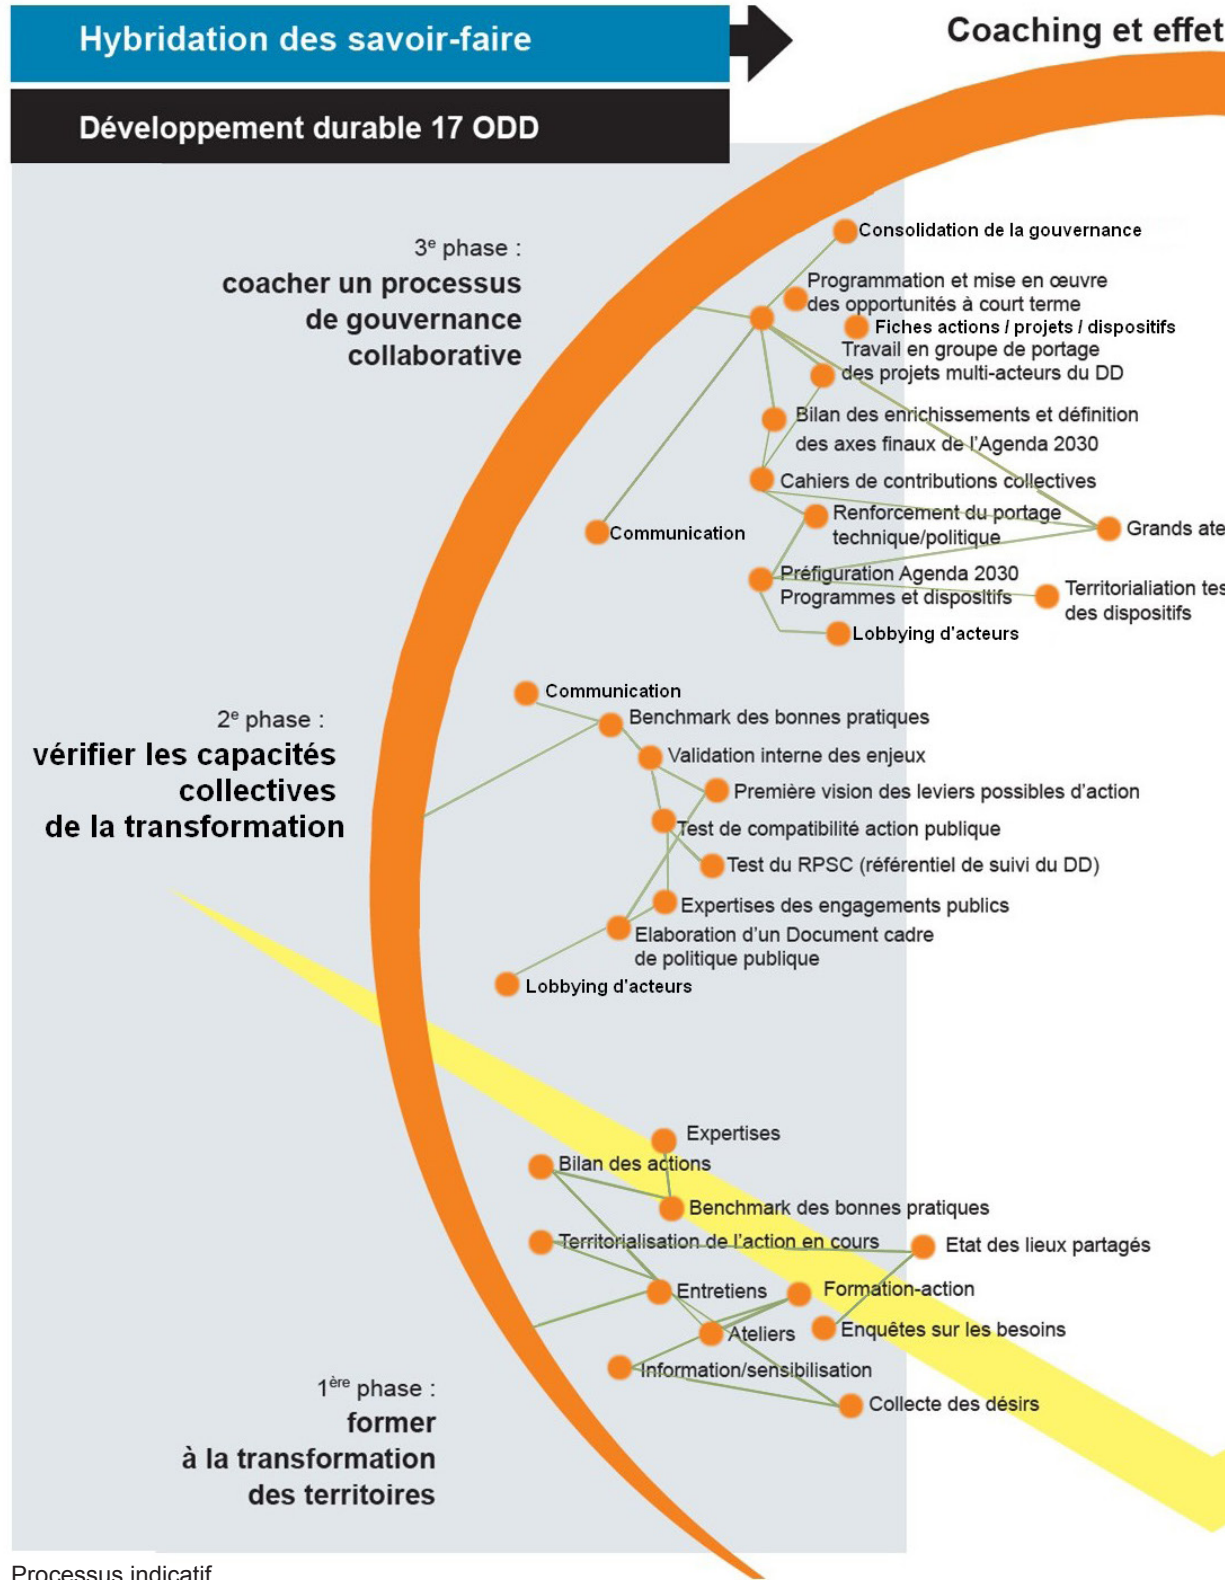 Hybridation des savoir-faire
Coaching et effet
Développement durable 17 ODD
3e phase :
coacher un processus
de gouvernance
collaborative
Consolidation de la gouvernance
Programmation et mise en œuvre
des opportunités à court terme
Fiches actions / projets / dispositifs
Travail en groupe de portage
des projets multi-acteurs du DD
Bilan des enrichissements et définition
des axes finaux de l'Agenda 2030
Cahiers de contributions collectives
Renforcement du portage
technique/politique
Communication
Grands ate
Préfiguration Agenda 2030
Programmes et dispositifs
Territorialiation tes
des dispositifs
Lobbying d'acteurs
2e phase :
vérifier les capacités
collectives
de la transformation
Communication
Benchmark des bonnes pratiques
Validation interne des enjeux
Première vision des leviers possibles d'action
Test de compatibilité action publique
Test du RPSC (référentiel de suivi du DD)
Expertises des engagements publics
Elaboration d'un Document cadre
de politique publique
Lobbying d'acteurs
Expertises
Bilan des actions
Benchmark des bonnes pratiques
Territorialisation de l'action en cours
Etat des lieux partagés
Entretiens
Formation-action
Ateliers
Enquêtes sur les besoins
Information/sensibilisation
Collecte des désirs
1ère phase :
former
à la transformation
des territoires
Processus indicatif